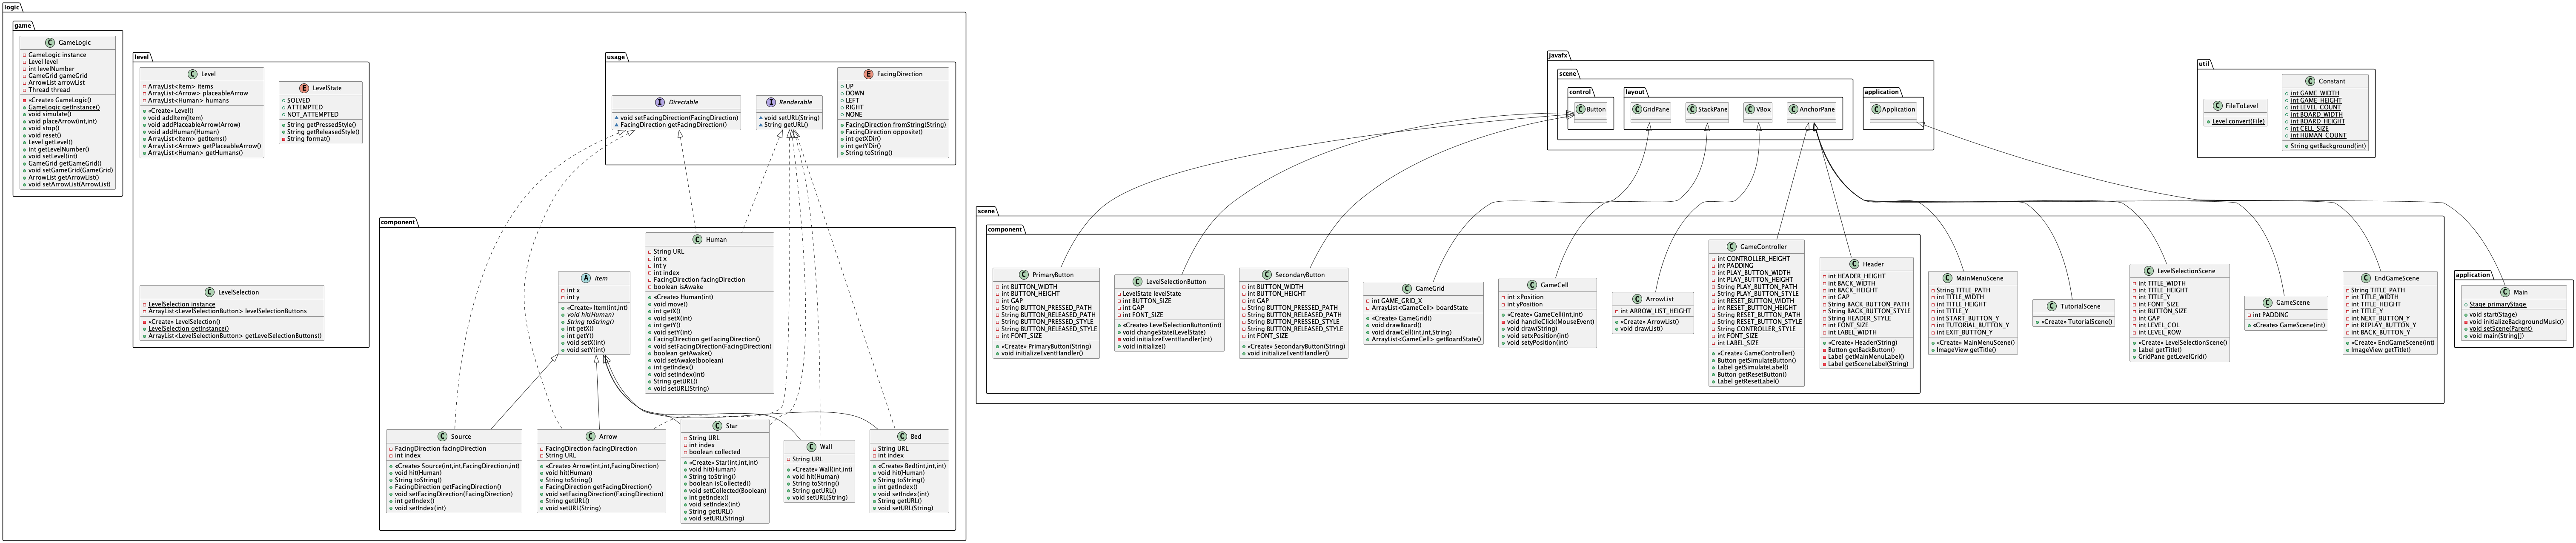 logic
game
GameLogic
GameLogic instance
Level level
int levelNumber
GameGrid gameGrid
ArrowList arrowList
Thread thread
«Create» GameLogic()
GameLogic getInstance()
void simulate()
void placeArrow(int,int)
void stop()
void reset()
Level getLevel()
int getLevelNumber()
void setLevel(int)
GameGrid getGameGrid()
void setGameGrid(GameGrid)
ArrowList getArrowList()
void setArrowList(ArrowList)
level
Level
ArrayList<Item> items
ArrayList<Arrow> placeableArrow
ArrayList<Human> humans
«Create» Level()
void addItem(Item)
void addPlaceableArrow(Arrow)
void addHuman(Human)
ArrayList<Item> getItems()
ArrayList<Arrow> getPlaceableArrow()
ArrayList<Human> getHumans()
LevelState
SOLVED
ATTEMPTED
NOT_ATTEMPTED
String getPressedStyle()
String getReleasedStyle()
String format()
LevelSelection
LevelSelection instance
ArrayList<LevelSelectionButton> levelSelectionButtons
«Create» LevelSelection()
LevelSelection getInstance()
ArrayList<LevelSelectionButton> getLevelSelectionButtons()
usage
Directable
void setFacingDirection(FacingDirection)
FacingDirection getFacingDirection()
Renderable
void setURL(String)
String getURL()
FacingDirection
UP
DOWN
LEFT
RIGHT
NONE
FacingDirection fromString(String)
FacingDirection opposite()
int getXDir()
int getYDir()
String toString()
component
Item
int x
int y
«Create» Item(int,int)
void hit(Human)
String toString()
int getX()
int getY()
void setX(int)
void setY(int)
Human
String URL
int x
int y
int index
FacingDirection facingDirection
boolean isAwake
«Create» Human(int)
void move()
int getX()
void setX(int)
int getY()
void setY(int)
FacingDirection getFacingDirection()
void setFacingDirection(FacingDirection)
boolean getAwake()
void setAwake(boolean)
int getIndex()
void setIndex(int)
String getURL()
void setURL(String)
Source
FacingDirection facingDirection
int index
«Create» Source(int,int,FacingDirection,int)
void hit(Human)
String toString()
FacingDirection getFacingDirection()
void setFacingDirection(FacingDirection)
int getIndex()
void setIndex(int)
Arrow
FacingDirection facingDirection
String URL
«Create» Arrow(int,int,FacingDirection)
void hit(Human)
String toString()
FacingDirection getFacingDirection()
void setFacingDirection(FacingDirection)
String getURL()
void setURL(String)
Star
String URL
int index
boolean collected
«Create» Star(int,int,int)
void hit(Human)
String toString()
boolean isCollected()
void setCollected(Boolean)
int getIndex()
void setIndex(int)
String getURL()
void setURL(String)
Wall
String URL
«Create» Wall(int,int)
void hit(Human)
String toString()
String getURL()
void setURL(String)
Bed
String URL
int index
«Create» Bed(int,int,int)
void hit(Human)
String toString()
int getIndex()
void setIndex(int)
String getURL()
void setURL(String)
javafx
scene
control
Button
layout
GridPane
StackPane
VBox
AnchorPane
application
Application
scene
component
PrimaryButton
int BUTTON_WIDTH
int BUTTON_HEIGHT
int GAP
String BUTTON_PRESSED_PATH
String BUTTON_RELEASED_PATH
String BUTTON_PRESSED_STYLE
String BUTTON_RELEASED_STYLE
int FONT_SIZE
«Create» PrimaryButton(String)
void initializeEventHandler()
LevelSelectionButton
LevelState levelState
int BUTTON_SIZE
int GAP
int FONT_SIZE
«Create» LevelSelectionButton(int)
void changeState(LevelState)
void initializeEventHandler(int)
void initialize()
SecondaryButton
int BUTTON_WIDTH
int BUTTON_HEIGHT
int GAP
String BUTTON_PRESSED_PATH
String BUTTON_RELEASED_PATH
String BUTTON_PRESSED_STYLE
String BUTTON_RELEASED_STYLE
int FONT_SIZE
«Create» SecondaryButton(String)
void initializeEventHandler()
GameGrid
int GAME_GRID_X
ArrayList<GameCell> boardState
«Create» GameGrid()
void drawBoard()
void drawCell(int,int,String)
ArrayList<GameCell> getBoardState()
GameCell
int xPosition
int yPosition
«Create» GameCell(int,int)
void handleClick(MouseEvent)
void draw(String)
void setxPosition(int)
void setyPosition(int)
ArrowList
int ARROW_LIST_HEIGHT
«Create» ArrowList()
void drawList()
GameController
int CONTROLLER_HEIGHT
int PADDING
int PLAY_BUTTON_WIDTH
int PLAY_BUTTON_HEIGHT
String PLAY_BUTTON_PATH
String PLAY_BUTTON_STYLE
int RESET_BUTTON_WIDTH
int RESET_BUTTON_HEIGHT
String RESET_BUTTON_PATH
String RESET_BUTTON_STYLE
String CONTROLLER_STYLE
int FONT_SIZE
int LABEL_SIZE
«Create» GameController()
Button getSimulateButton()
Label getSimulateLabel()
Button getResetButton()
Label getResetLabel()
Header
int HEADER_HEIGHT
int BACK_WIDTH
int BACK_HEIGHT
int GAP
String BACK_BUTTON_PATH
String BACK_BUTTON_STYLE
String HEADER_STYLE
int FONT_SIZE
int LABEL_WIDTH
«Create» Header(String)
Button getBackButton()
Label getMainMenuLabel()
Label getSceneLabel(String)
MainMenuScene
String TITLE_PATH
int TITLE_WIDTH
int TITLE_HEIGHT
int TITLE_Y
int START_BUTTON_Y
int TUTORIAL_BUTTON_Y
int EXIT_BUTTON_Y
«Create» MainMenuScene()
ImageView getTitle()
TutorialScene
«Create» TutorialScene()
LevelSelectionScene
int TITLE_WIDTH
int TITLE_HEIGHT
int TITLE_Y
int FONT_SIZE
int BUTTON_SIZE
int GAP
int LEVEL_COL
int LEVEL_ROW
«Create» LevelSelectionScene()
Label getTitle()
GridPane getLevelGrid()
GameScene
int PADDING
«Create» GameScene(int)
EndGameScene
String TITLE_PATH
int TITLE_WIDTH
int TITLE_HEIGHT
int TITLE_Y
int NEXT_BUTTON_Y
int REPLAY_BUTTON_Y
int BACK_BUTTON_Y
«Create» EndGameScene(int)
ImageView getTitle()
util
FileToLevel
Level convert(File)
Constant
int GAME_WIDTH
int GAME_HEIGHT
int LEVEL_COUNT
int BOARD_WIDTH
int BOARD_HEIGHT
int CELL_SIZE
int HUMAN_COUNT
String getBackground(int)
application
Main
Stage primaryStage
void start(Stage)
void initializeBackgroundMusic()
void setScene(Parent)
void main(String[])